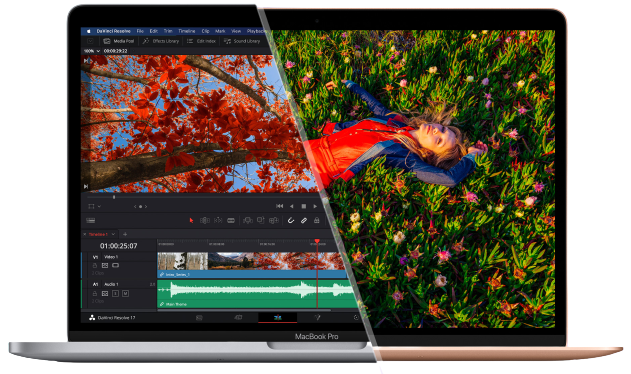 DaVinci Resolve File Edit Trim Timeline Clip Mark View Playback
Media Pool Effects Library Edit Index Sound Library
100% 00:00:29:22
Timeline 1
01:00:25:07
V1 Video 1
A1 Audio 1
S M
Main Theme
DaVinci Resolve 17
MacBook Pro